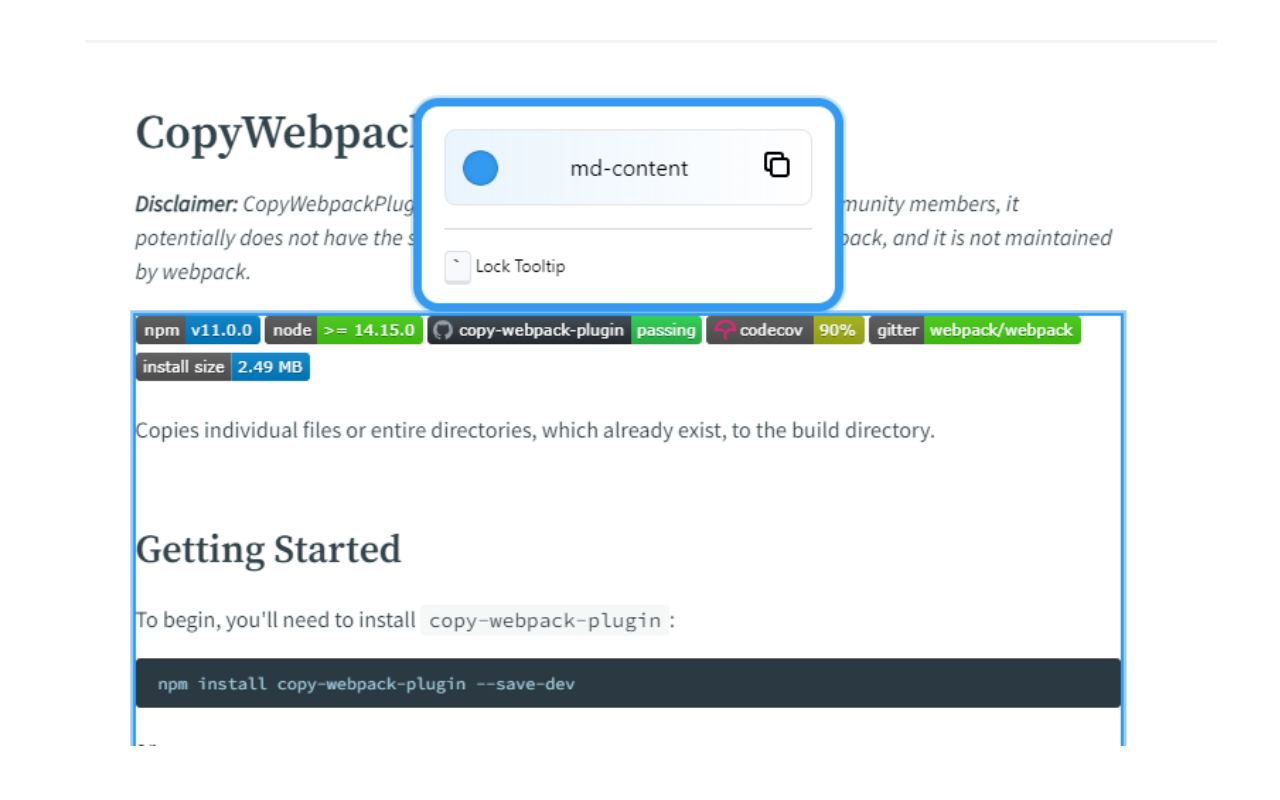 CopyWebpack
md-content
Disclaimer: CopyWebpackPlug
munity members, it
potentially does not have the s
pack, and it is not maintained
by webpack.
` Lock Tooltip
npm v11.0.0 node >= 14.15.0 copy-webpack-plugin passing codecov 90% gitter webpack/webpack
install size 2.49 MB
Copies individual files or entire directories, which already exist, to the build directory.
Getting Started
To begin, you'll need to install copy-webpack-plugin :
npm install copy-webpack-plugin --save-dev